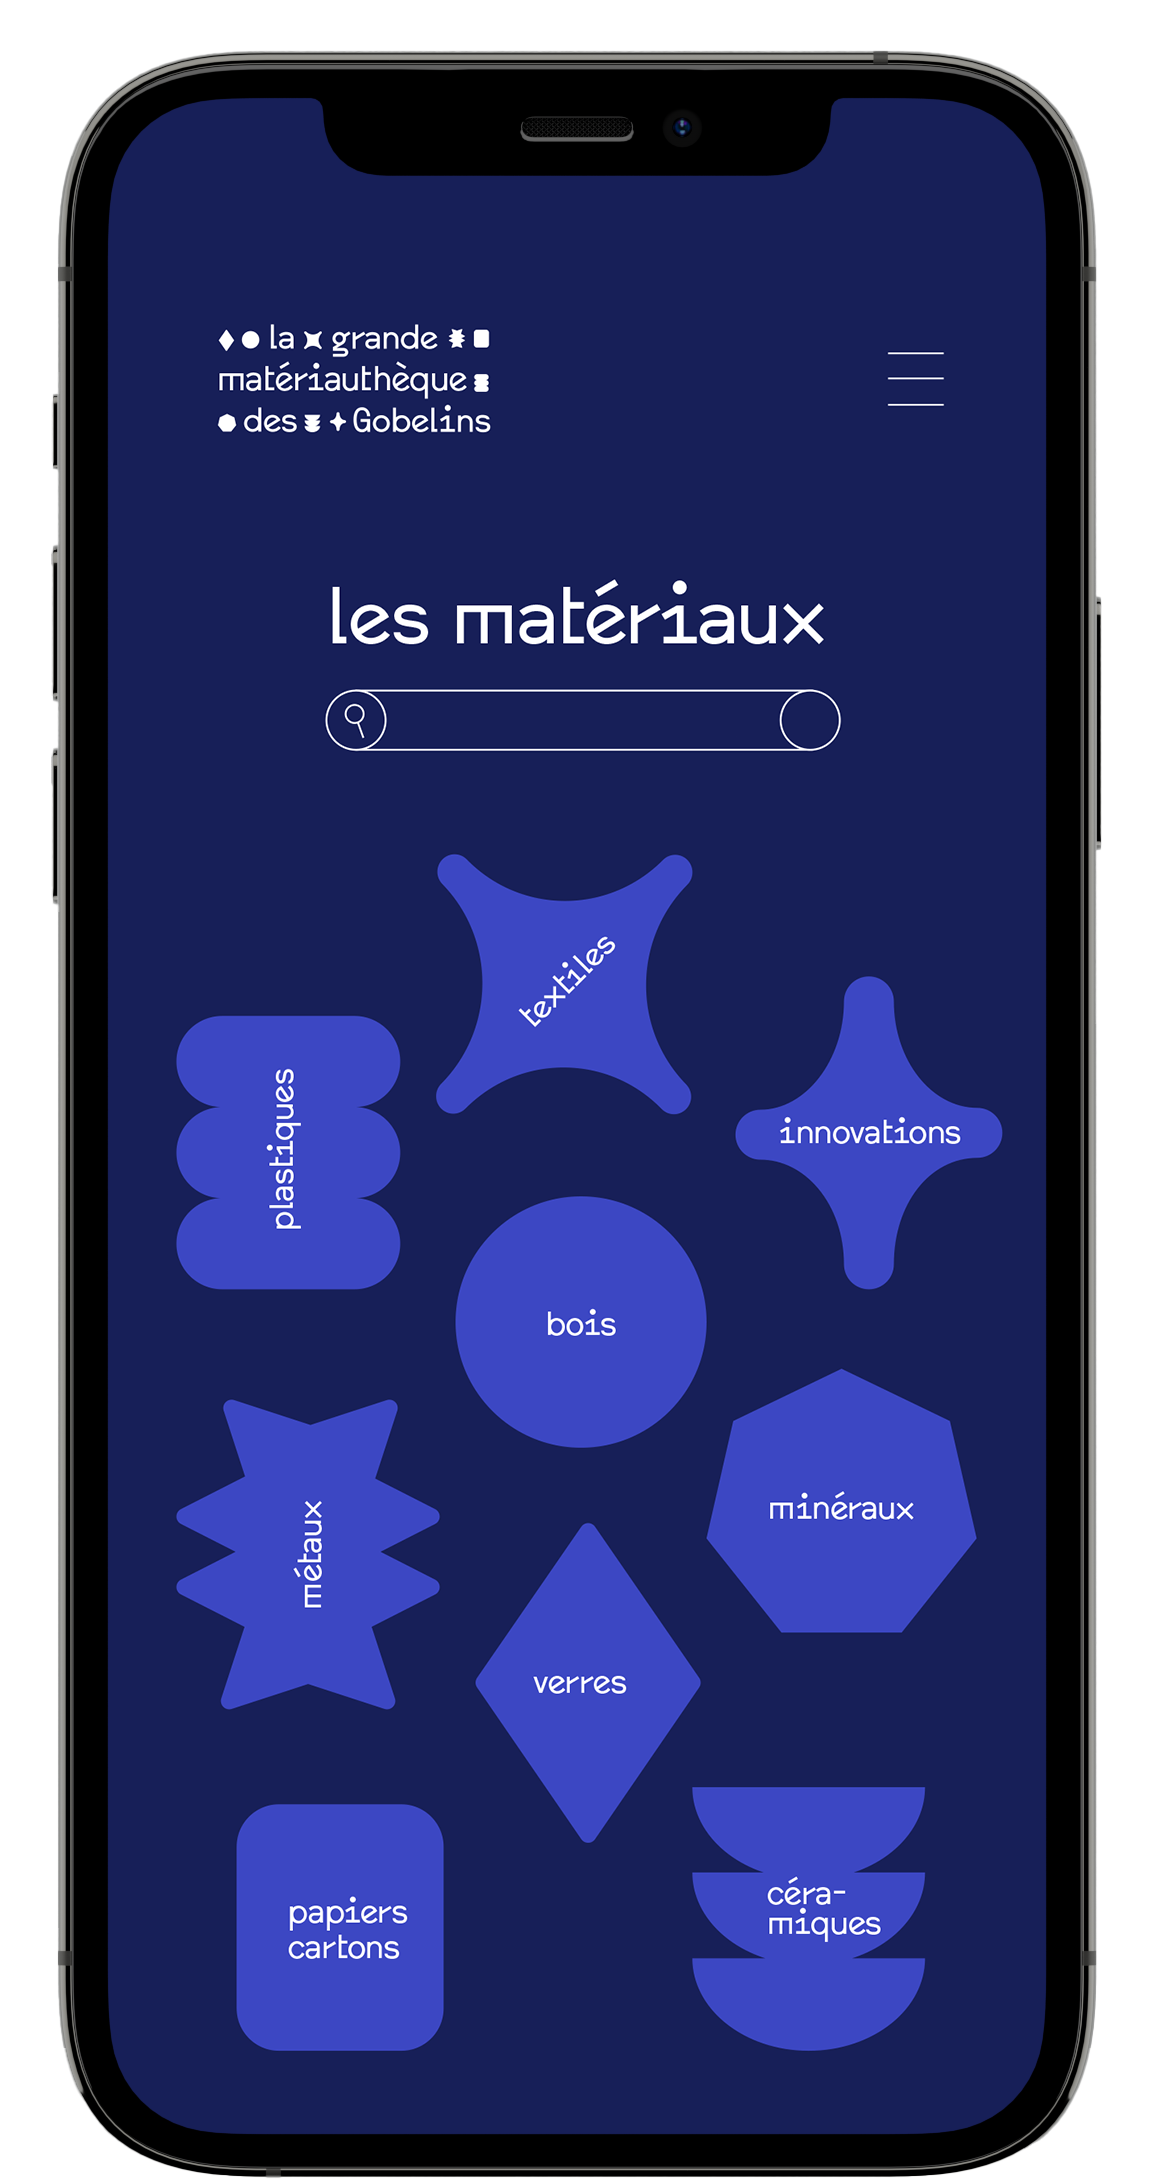 la grande
matériauthèque
des Gobelins
les matériaux
textiles
plastiques
innovations
bois
métaux
minéraux
verres
papiers
cartons
céra-
miques